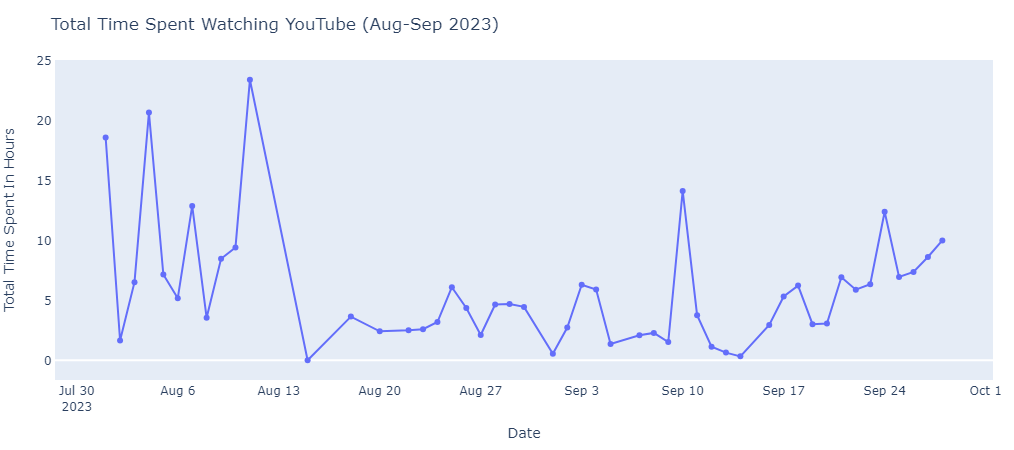 Total Time Spent Watching YouTube (Aug-Sep 2023)
Total Time Spent In Hours
25
20
15
10
5
0
Jul 30 Aug 6 Aug 13 Aug 20 Aug 27 Sep 3 Sep 10 Sep 17 Sep 24 Oct 1
2023
Date